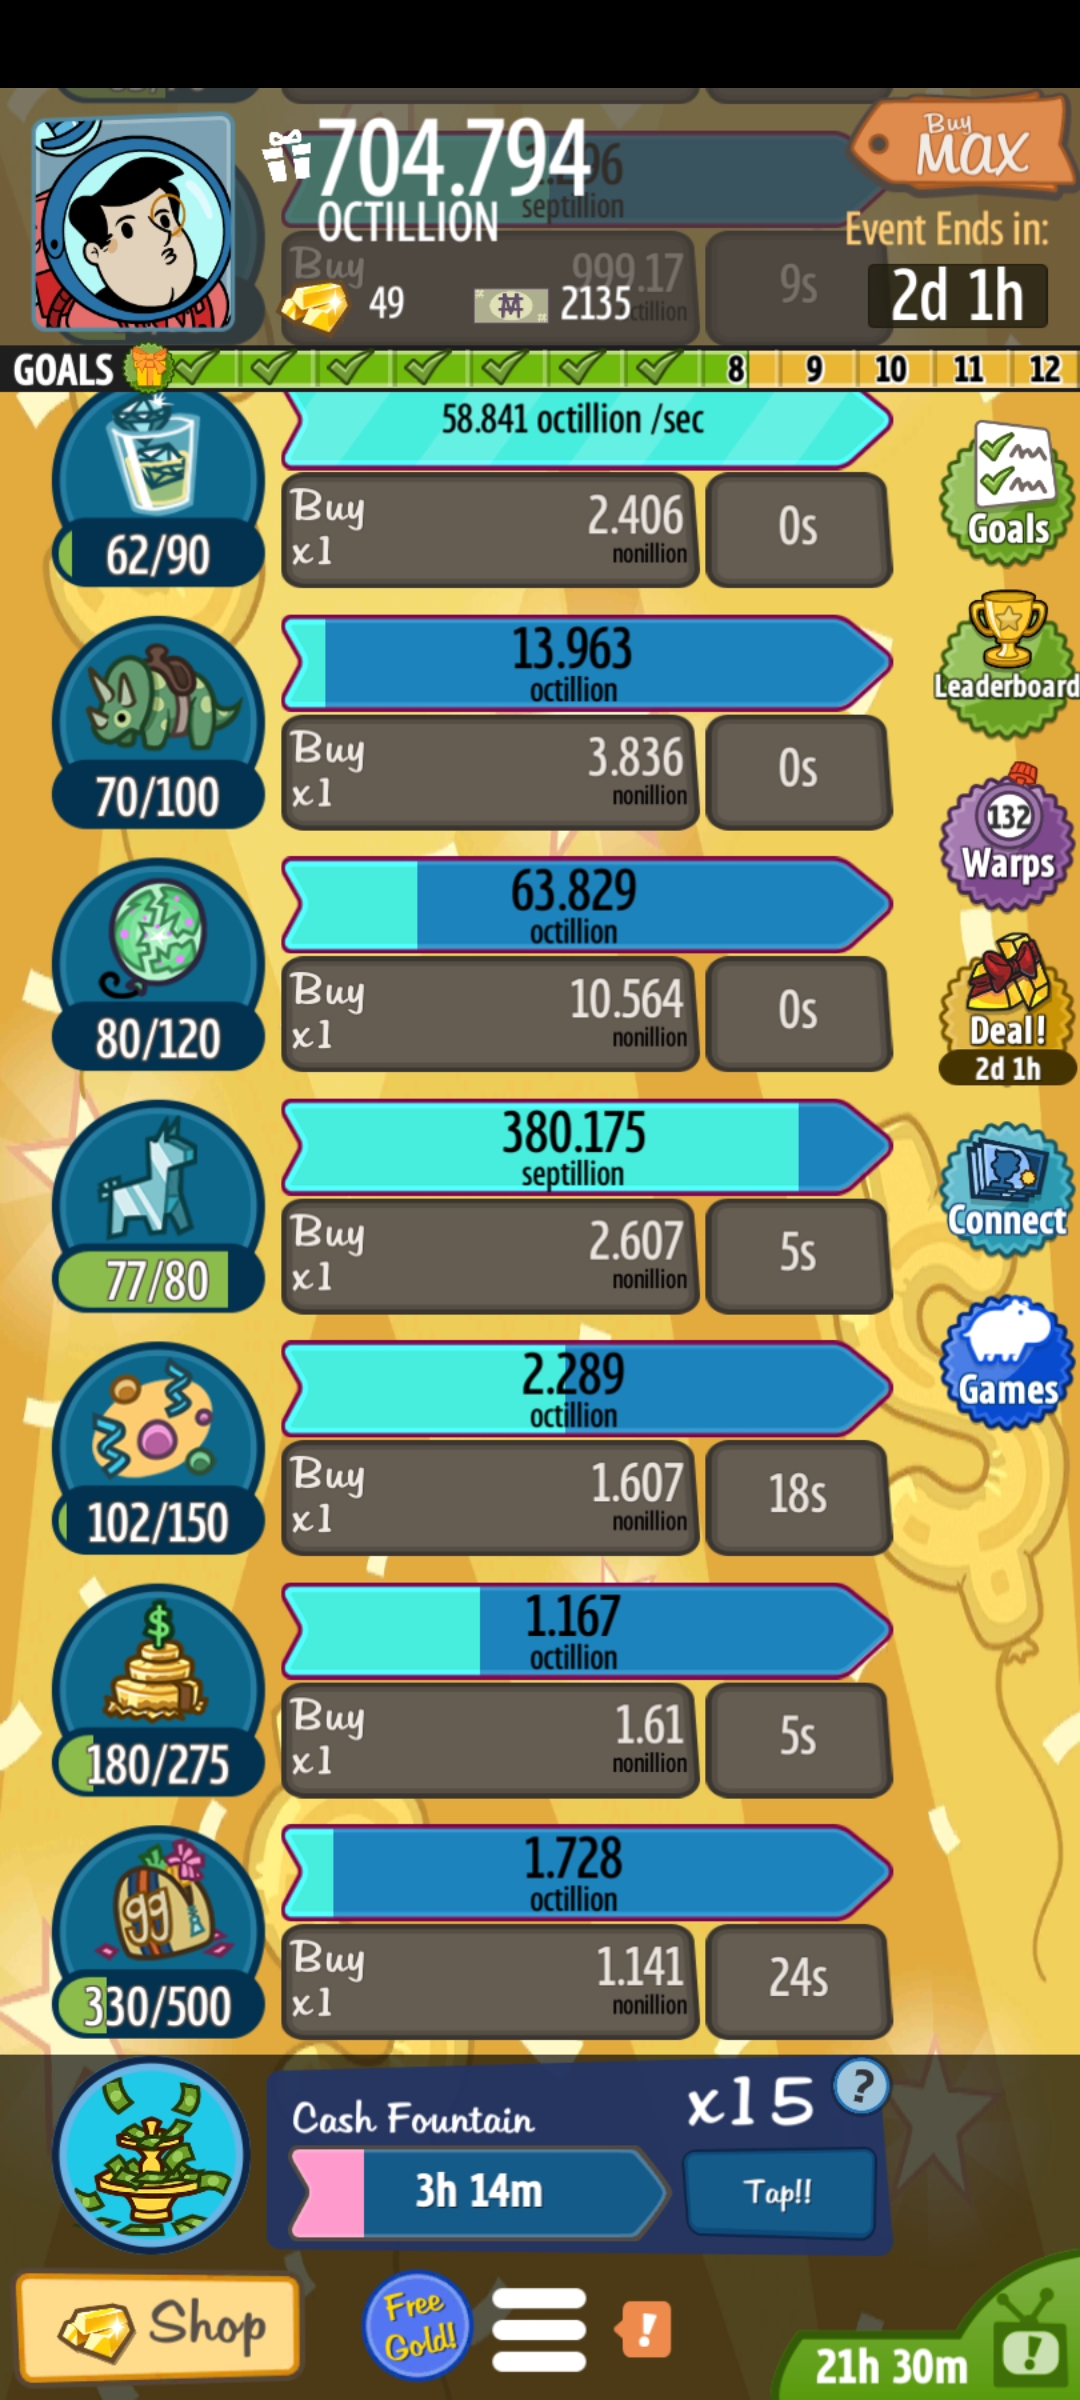 704.794
OCTILLION
septillion
Buy
MAX
Event Ends in:
2d 1h
Buy
999.17
9s
49
2135
GOALS
8
9
10
11
12
58.841 octillion /sec
62/90
Buy
x1
2.406
nonillion
0s
Goals
13.963
octillion
70/100
Buy
x1
3.836
nonillion
0s
Leaderboard
63.829
octillion
80/120
Buy
x1
10.564
nonillion
0s
132
Warps
Deal!
2d 1h
380.175
septillion
77/80
Buy
x1
2.607
nonillion
5s
Connect
2.289
octillion
102/150
Buy
x1
1.607
nonillion
18s
Games
$
1.167
octillion
180/275
Buy
x1
1.61
nonillion
5s
1.728
octillion
gg
330/500
Buy
x1
1.141
nonillion
24s
Cash Fountain
x15
?
3h 14m
Tap!!
Shop
Free
Gold!
!
21h 30m
!